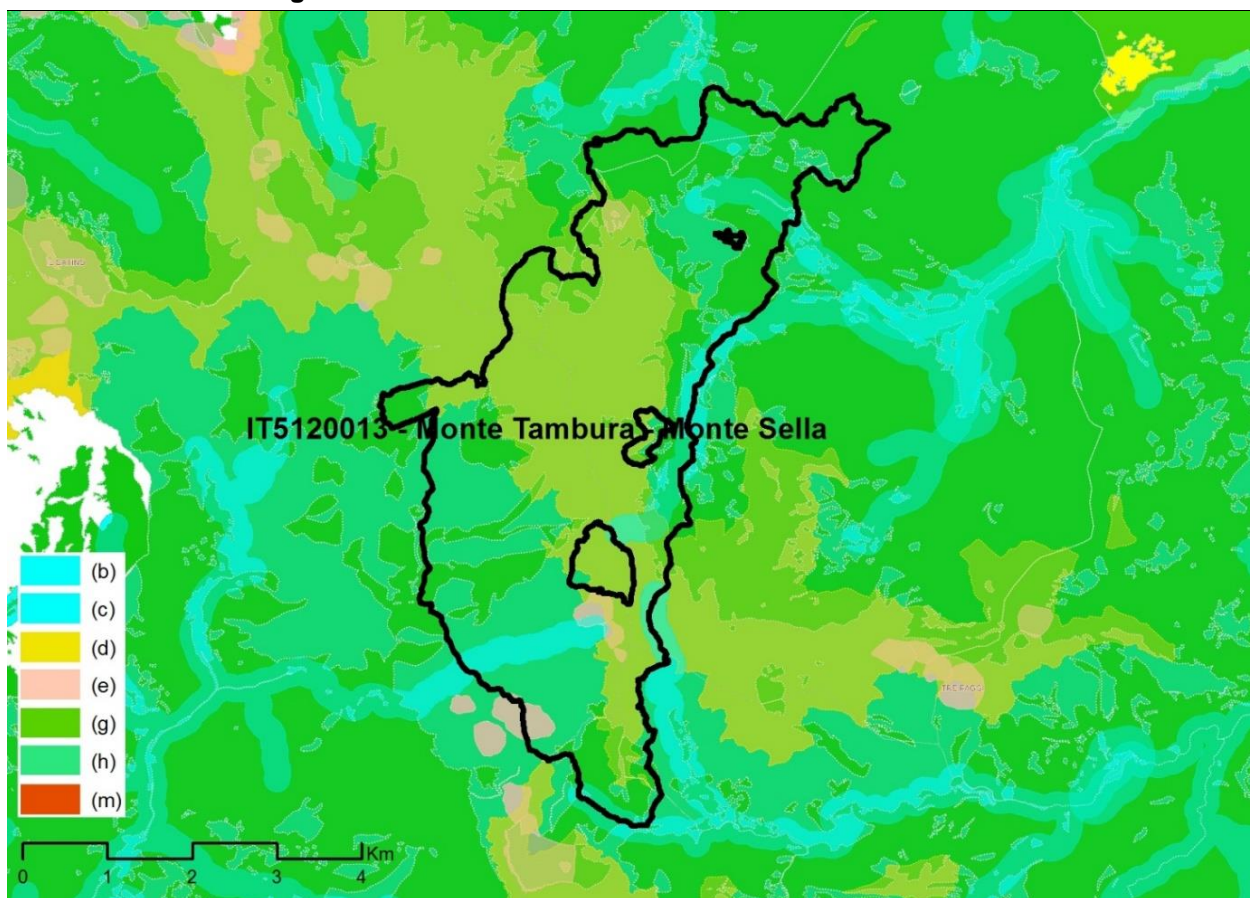 IT5120013 - Monte Tambura - Monte Sella
(b)
(c)
(d)
(e)
(g)
(h)
(m)
Km
0 1 2 3 4